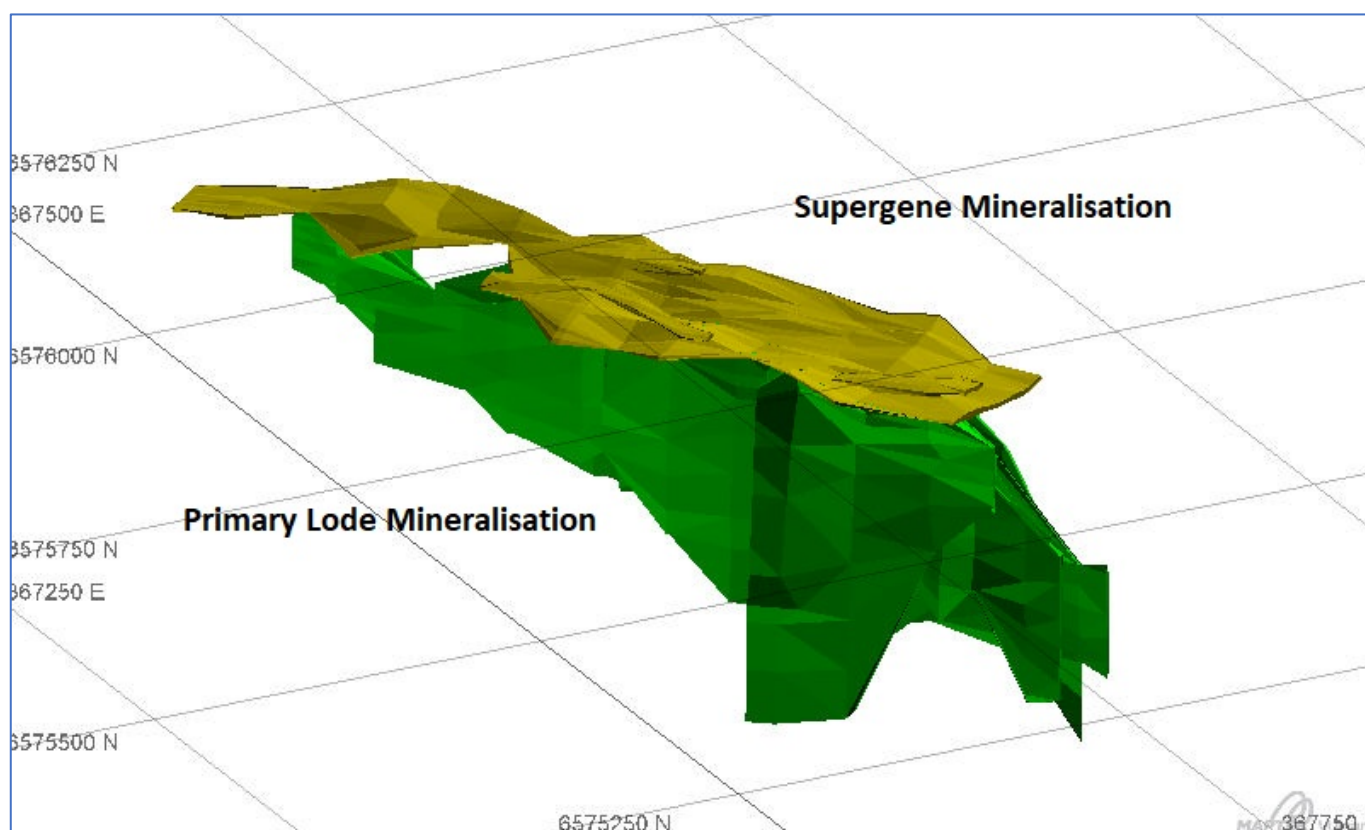 6576250 N
367500 E
Supergene Mineralisation
6576000 N
Primary Lode Mineralisation
6575750 N
367250 E
6575500 N
6575250 N
367750